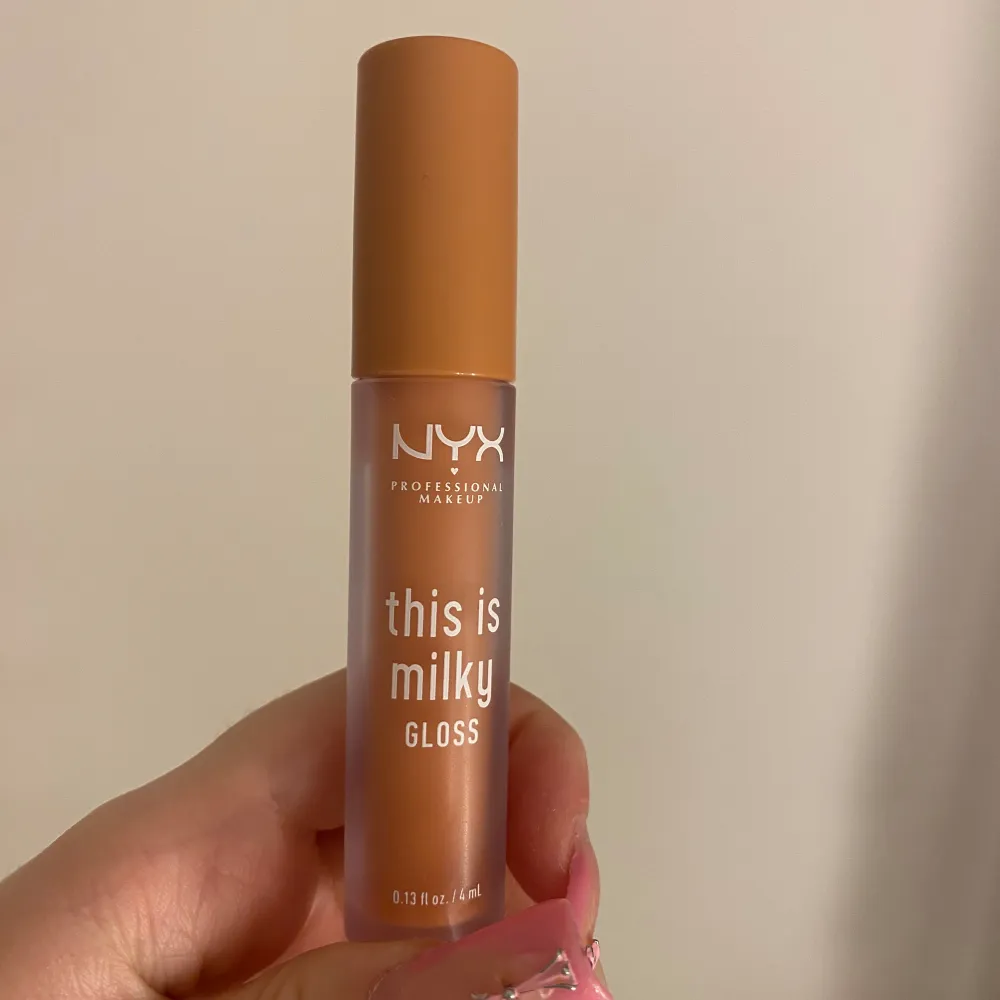 NYX
PROFESSIONAL
MAKEUP
this is
milky
GLOSS
0.13 fl oz. / 4 mL